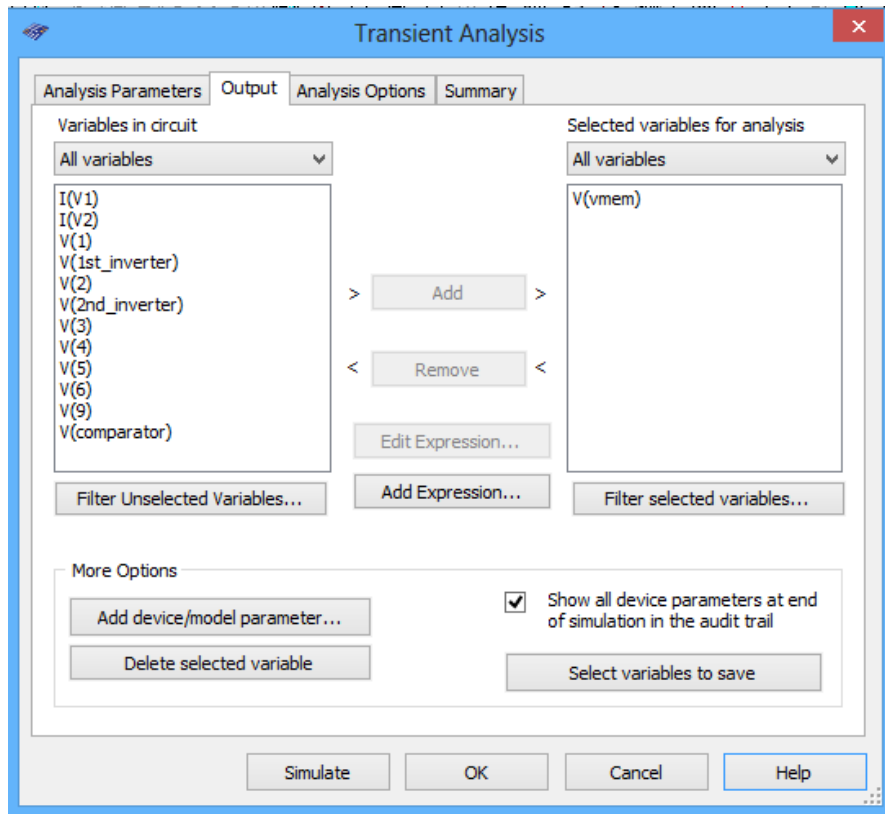 Transient Analysis
Analysis Parameters
Output
Analysis Options
Summary
Variables in circuit
All variables
I(V1)
I(V2)
V(1)
V(1st_inverter)
V(2)
V(2nd_inverter)
V(3)
V(4)
V(5)
V(6)
V(9)
V(comparator)
Filter Unselected Variables...
> Add >
< Remove <
Edit Expression...
Add Expression...
Selected variables for analysis
All variables
V(vmem)
Filter selected variables...
More Options
Add device/model parameter...
Delete selected variable
Show all device parameters at end
of simulation in the audit trail
Select variables to save
Simulate
OK
Cancel
Help